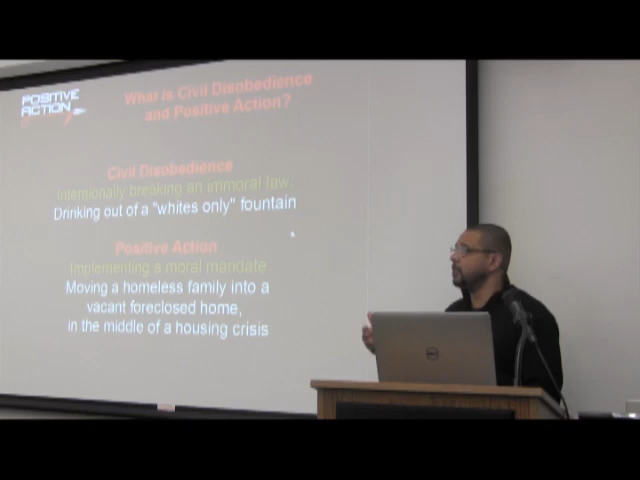 POSITIVE
ACTION
What is Civil Disobedience
and Positive Action?
Civil Disobedience
Intentionally breaking an immoral law.
Drinking out of a "whites only" fountain
Positive Action
Implementing a moral mandate
Moving a homeless family into a
vacant foreclosed home,
in the middle of a housing crisis
DELL